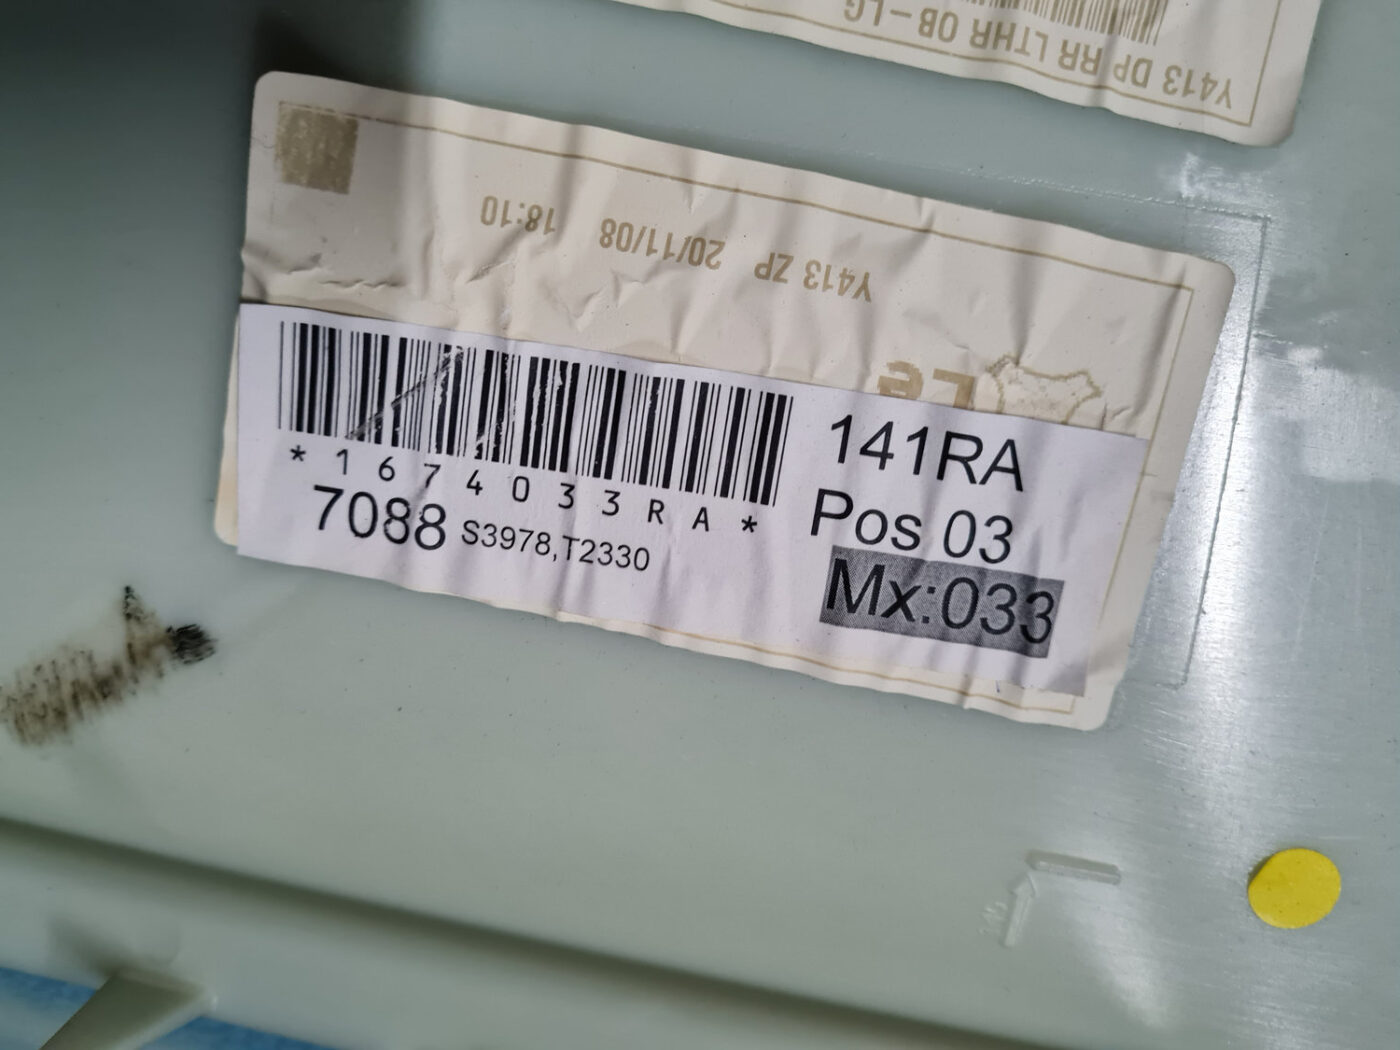 Y413 DP RR LTHR OB-LG
Y413 ZP 20/11/08 18:10
LG
*1674033RA*
7088 S3978,T2330
141RA
Pos 03
Mx:033